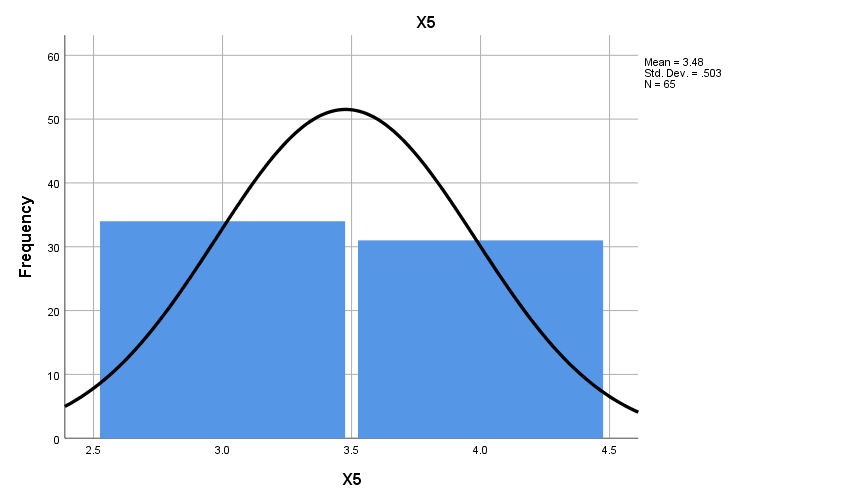 X5
Mean = 3.48
Std. Dev. = .503
N = 65
Frequency
60
50
40
30
20
10
0
2.5 3.0 3.5 4.0 4.5
X5